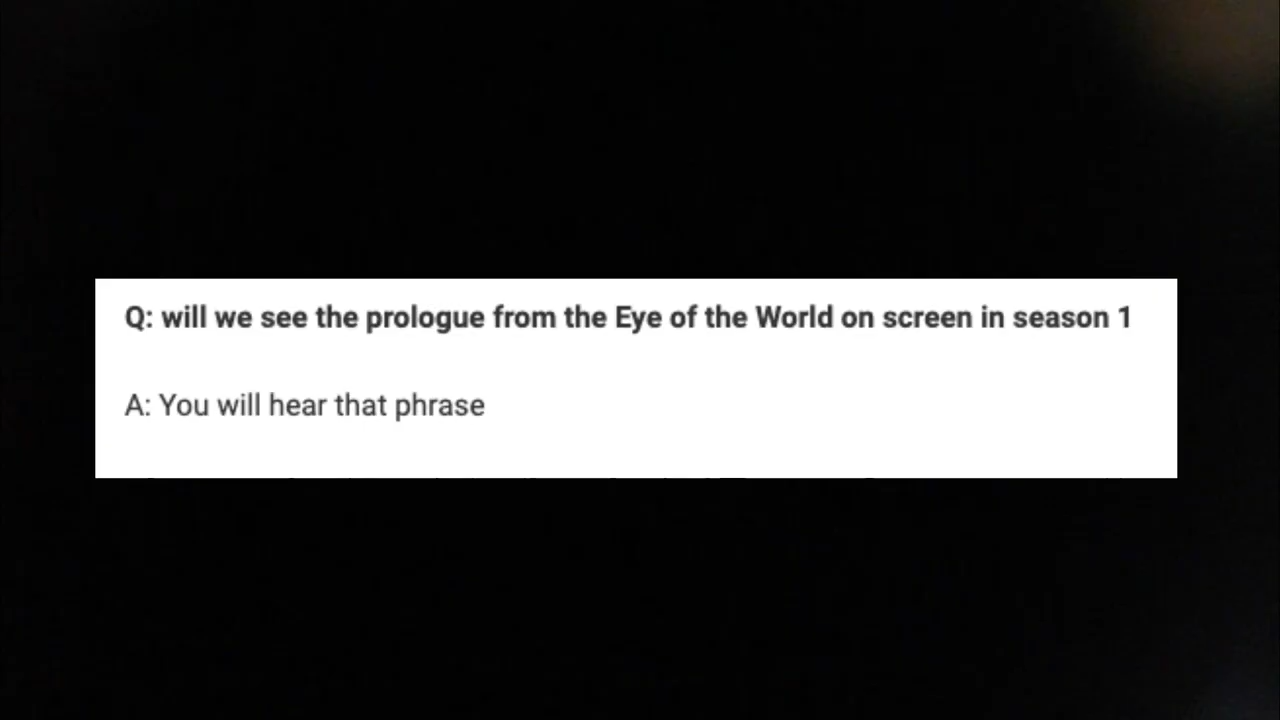 Q: will we see the prologue from the Eye of the World on screen in season 1
A: You will hear that phrase